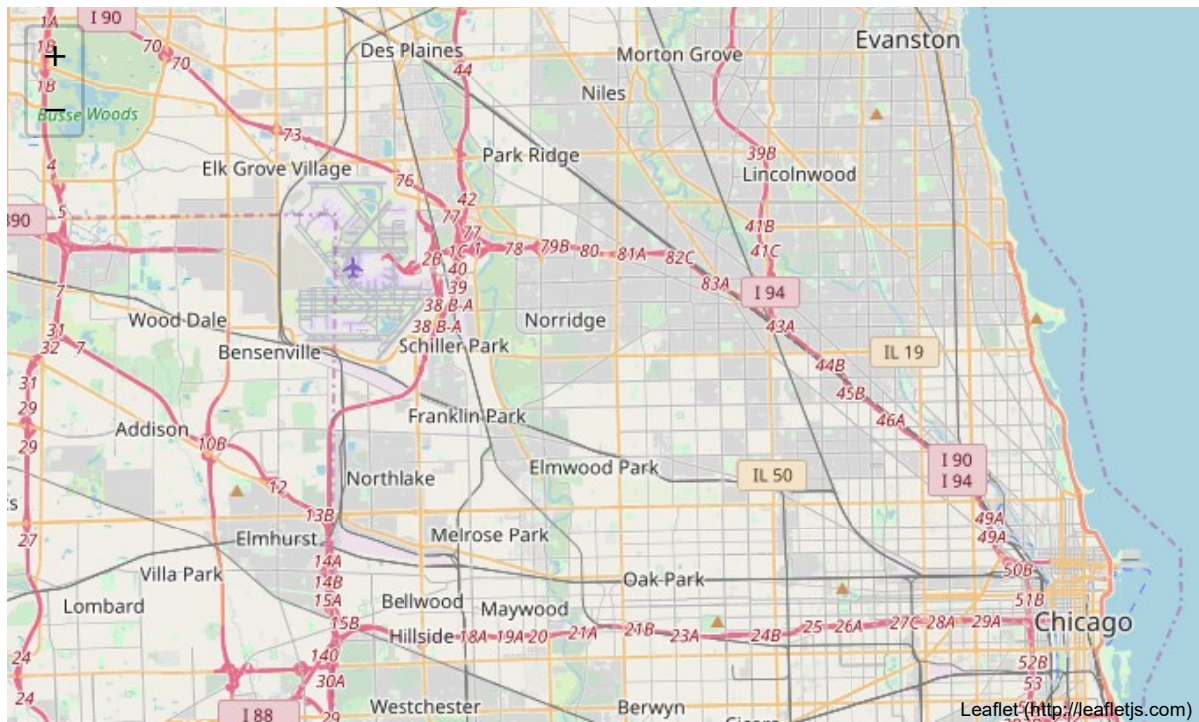 1A
I 90
1B
+
1B
−
Busse Woods
70
70
73
Des Plaines
44
Morton Grove
Evanston
Niles
4
Elk Grove Village
76
Park Ridge
39B
Lincolnwood
5
42
77
77
41B
41C
2B
1C
1
78
79B
80
81A
82C
83A
I 94
40
39
38 B-A
38 B-A
7
Wood Dale
Norridge
43A
31
32
7
Bensenville
Schiller Park
IL 19
44B
45B
46A
31
29
29
Addison
10B
Franklin Park
Northlake
Elmwood Park
IL 50
I 90
I 94
12
13B
27
Elmhurst
Melrose Park
49A
49A
14A
14B
15A
15B
Villa Park
Oak Park
50B
Lombard
Bellwood
Maywood
51B
Hillside
18A
19A
20
21A
21B
23A
24B
25
26A
27C
28A
29A
Chicago
24
24
140
30A
29
52B
53
I 88
Westchester
Berwyn
Leaflet (http://leafletjs.com)